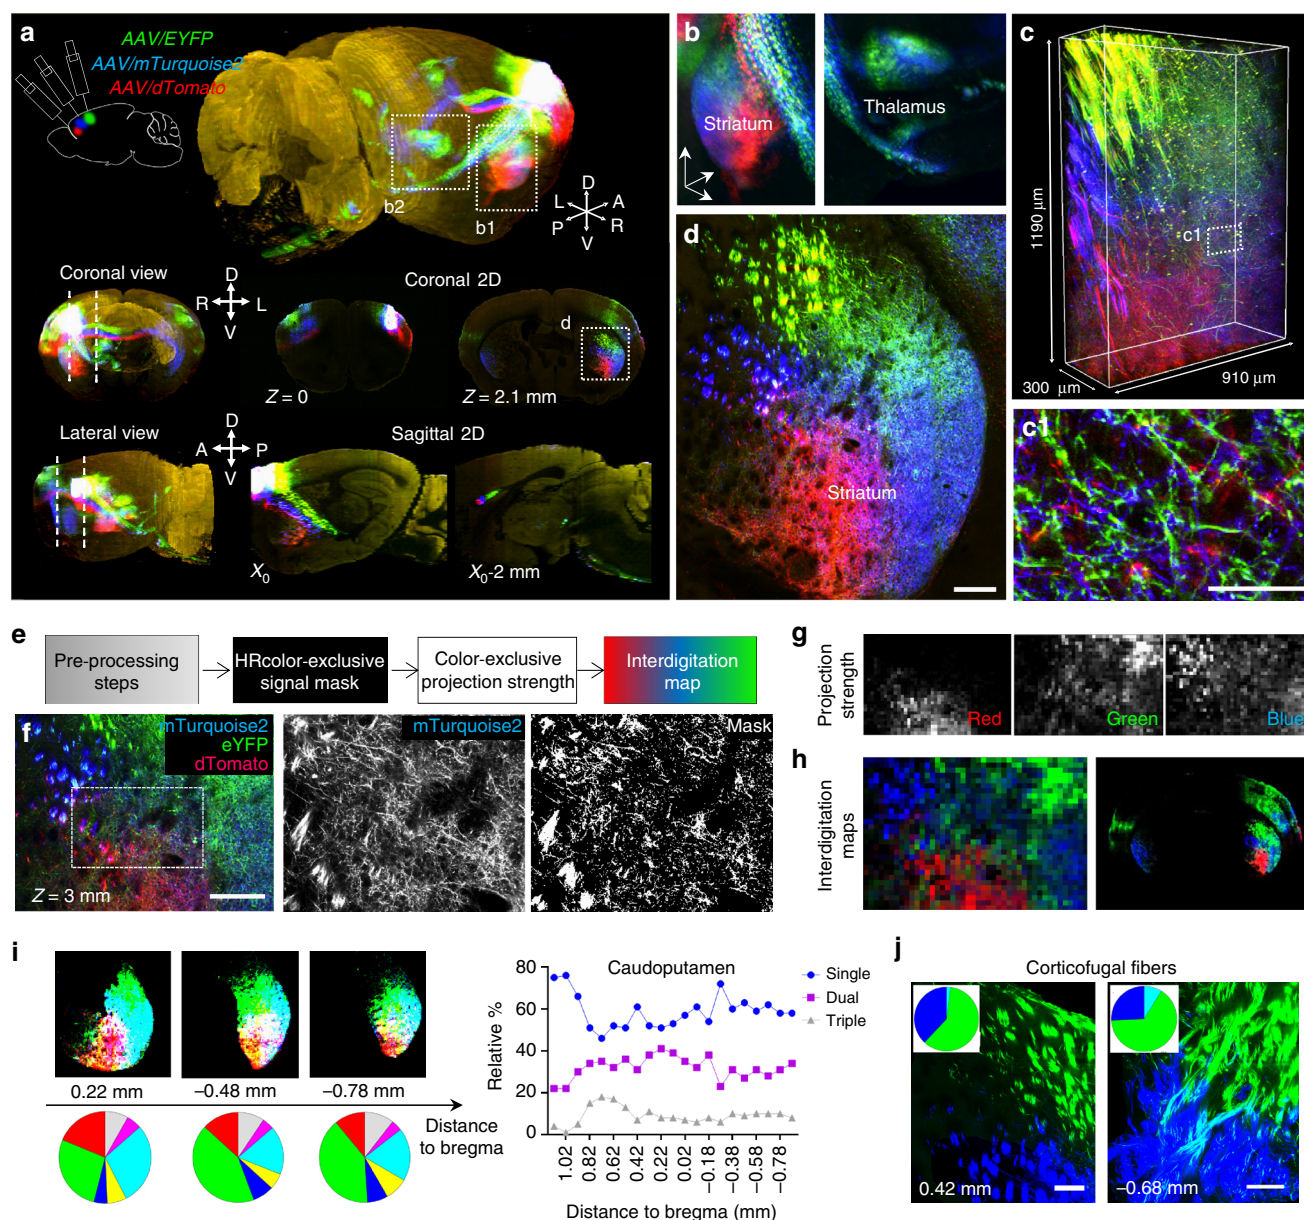 a
AAV/EYFP
AAV/mTurquoise2
AAV/dTomato
b2
b1
D
L
A
P
R
V
Coronal view
D
R
L
V
Coronal 2D
d
Z = 0
Z = 2.1 mm
Lateral view
D
A
P
V
Sagittal 2D
X0
X0-2 mm
b
Striatum
Thalamus
c
1190 μm
c1
300 μm
910 μm
d
Striatum
c1
e
Pre-processing
steps
HRcolor-exclusive
signal mask
Color-exclusive
projection strength
Interdigitation
map
f
mTurquoise2
eYFP
dTomato
Z = 3 mm
mTurquoise2
Mask
g
Projection
strength
Red
Green
Blue
h
Interdigitation
maps
i
0.22 mm
−0.48 mm
−0.78 mm
Distance
to bregma
Caudoputamen
Relative %
80
60
40
20
0
1.02
0.82
0.62
0.42
0.22
0.02
−0.18
−0.38
−0.58
−0.78
Distance to bregma (mm)
Single
Dual
Triple
j
Corticofugal fibers
0.42 mm
−0.68 mm